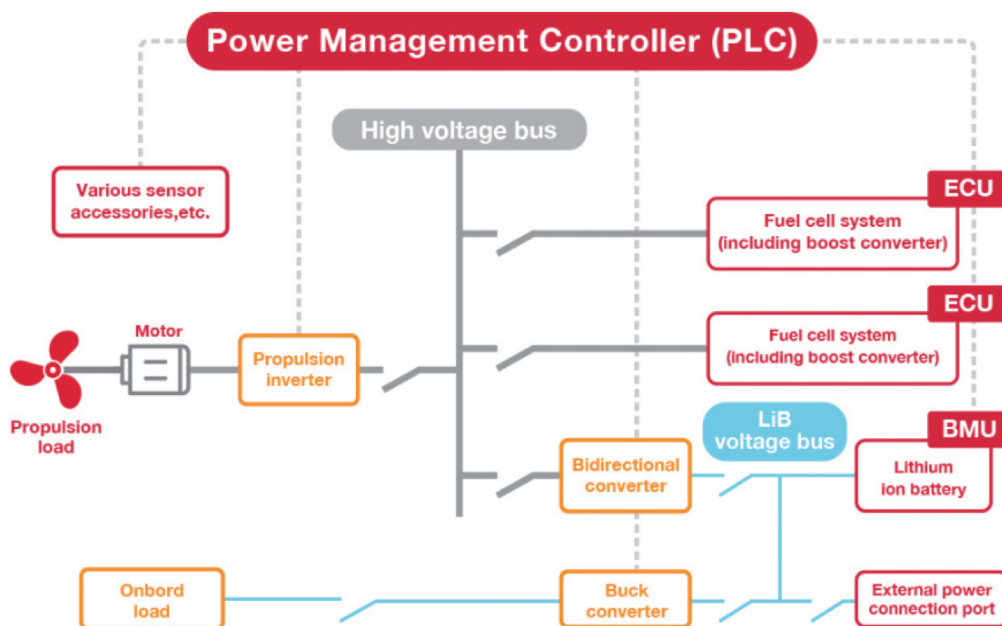 Power Management Controller (PLC)
High voltage bus
Various sensor
accessories,etc.
ECU
Fuel cell system
(including boost converter)
ECU
Fuel cell system
(including boost converter)
Motor
Propulsion
inverter
Propulsion
load
LiB
voltage bus
BMU
Bidirectional
converter
Lithium
ion battery
Onbord
load
Buck
converter
External power
connection port